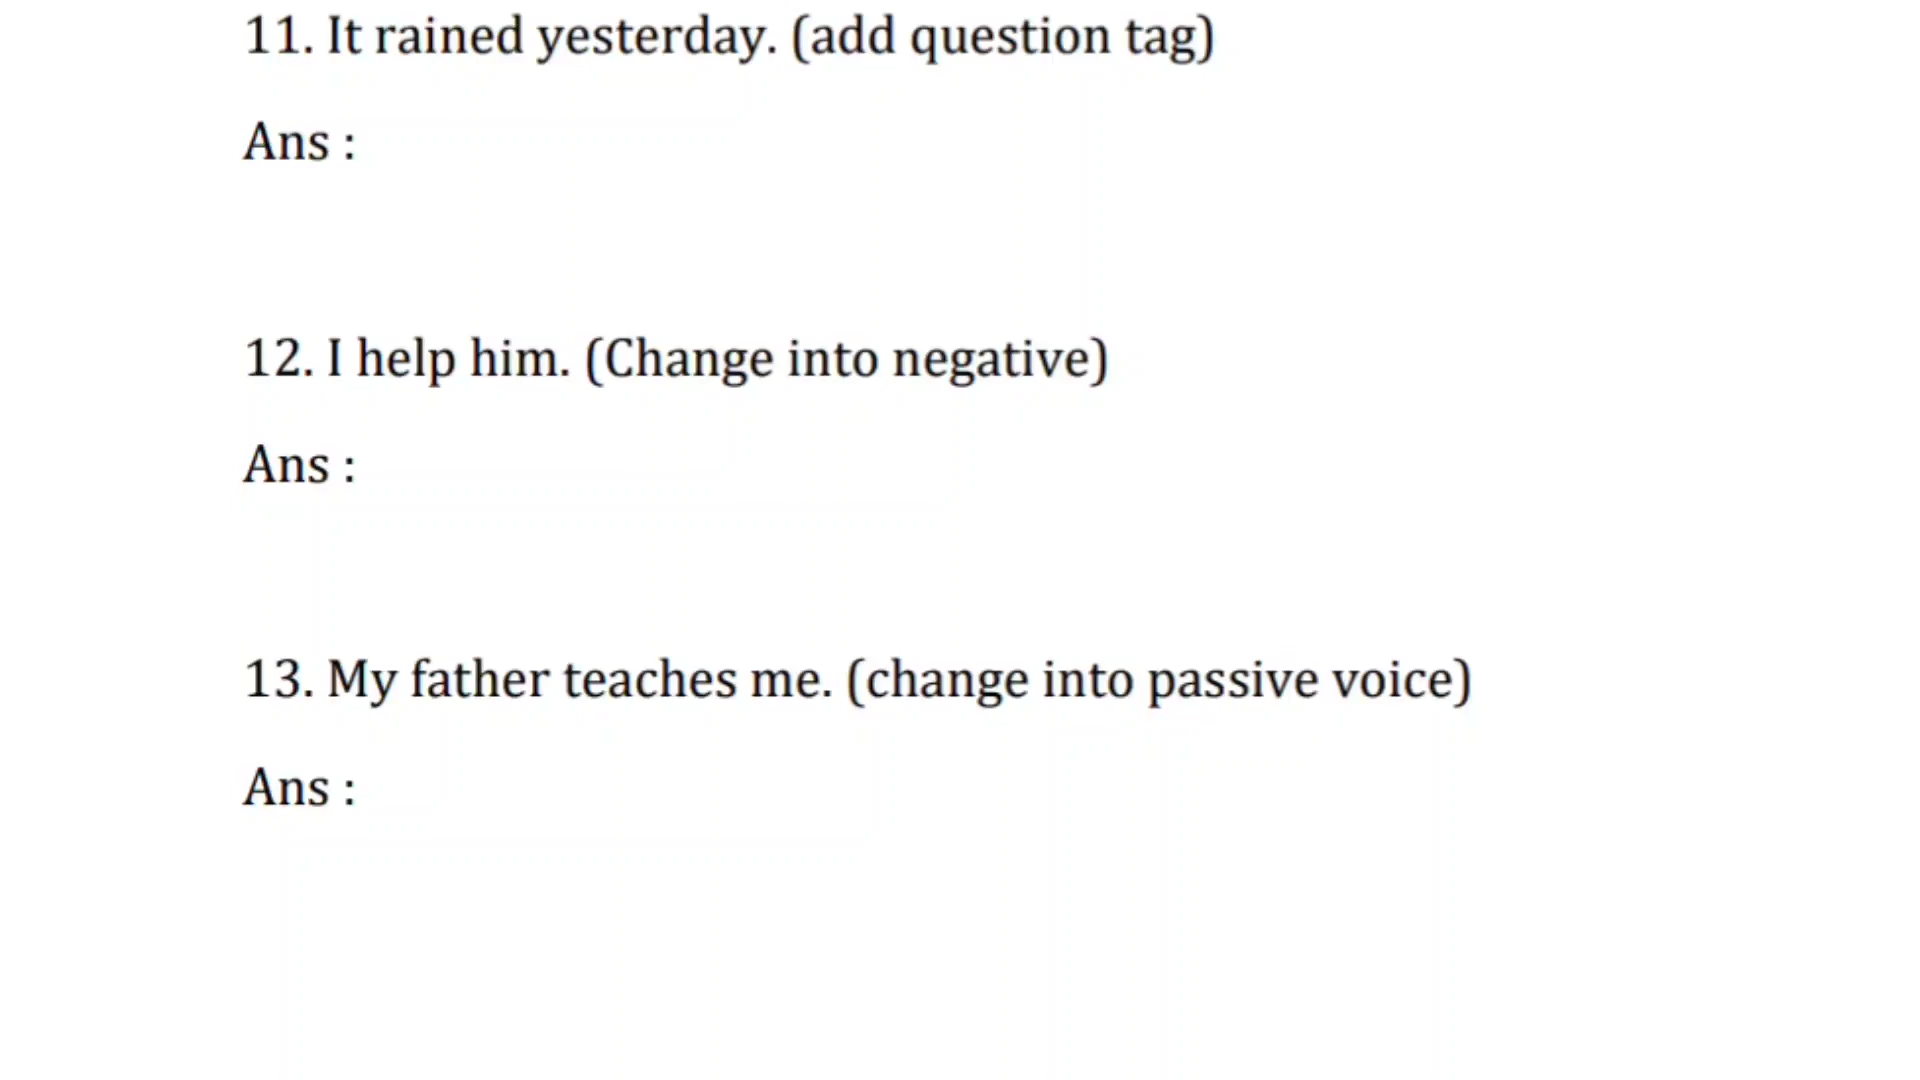 11. It rained yesterday. (add question tag)
Ans :
12. I help him. (Change into negative)
Ans :
13. My father teaches me. (change into passive voice)
Ans :